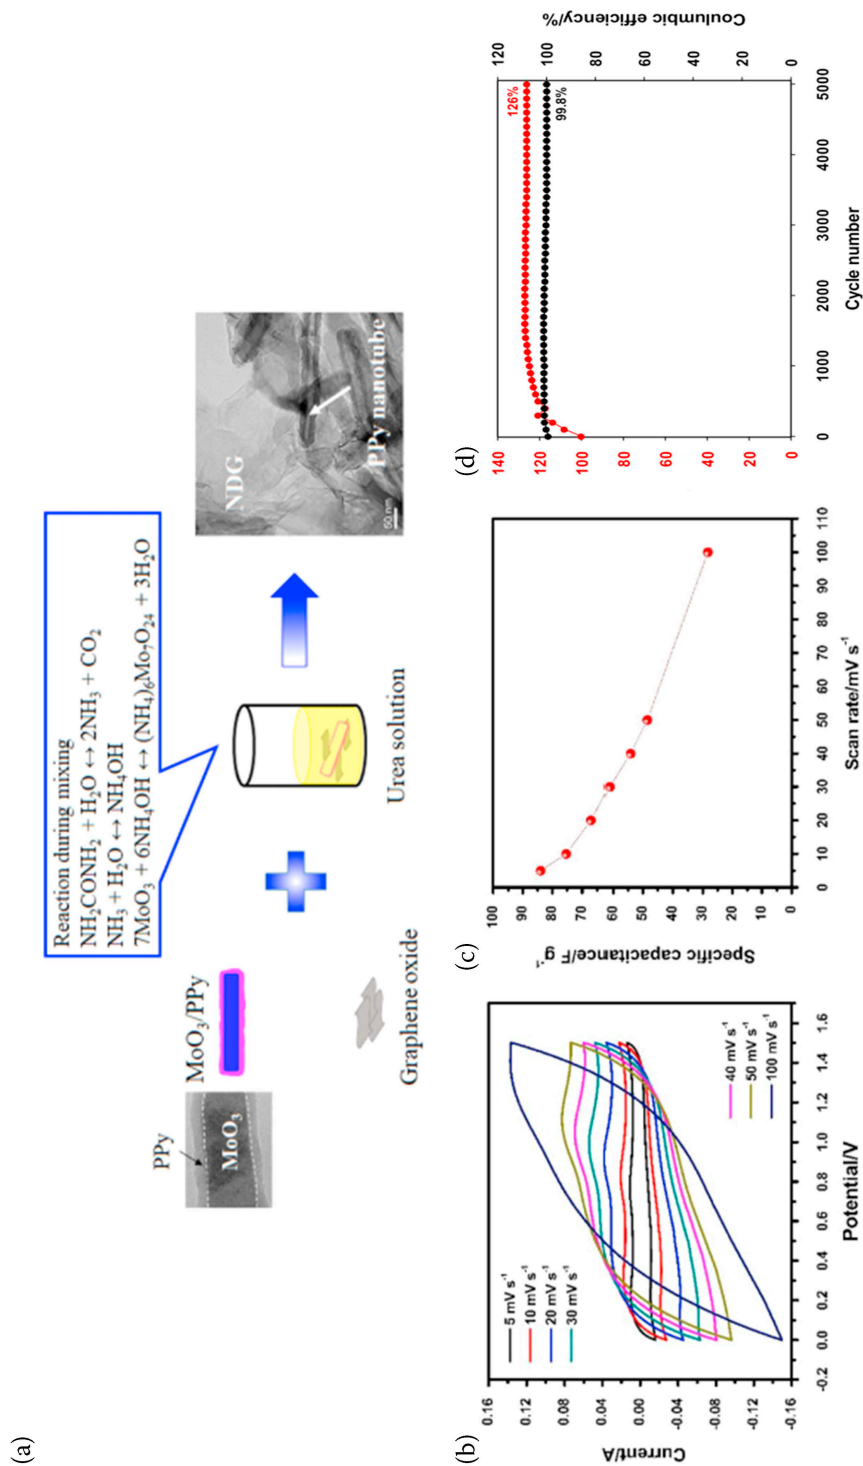 (a)
PPy
MoO3
MoO3/PPy
Graphene oxide
Reaction during mixing
NH2CONH2 + H2O ↔ 2NH3 + CO2
NH3 + H2O ↔ NH4OH
7MoO3 + 6NH4OH ↔ (NH4)6Mo7O24 + 3H2O
Urea solution
NDG
PPy nanotube
50 nm
(b)
Current/A
0.16
0.12
0.08
0.04
0.00
-0.04
-0.08
-0.12
-0.16
5 mV s-1
10 mV s-1
20 mV s-1
30 mV s-1
40 mV s-1
50 mV s-1
100 mV s-1
-0.2 0.0 0.2 0.4 0.6 0.8 1.0 1.2 1.4 1.6
Potential/V
(c)
Specific capacitance/F g-1
100
90
80
70
60
50
40
30
20
10
0
0 10 20 30 40 50 60 70 80 90 100 110
Scan rate/mV s-1
(d)
140
120
100
80
60
40
20
0
126%
99.8%
0 1000 2000 3000 4000 5000
Cycle number
120
100
80
60
40
20
0
Coulumbic efficiency/%